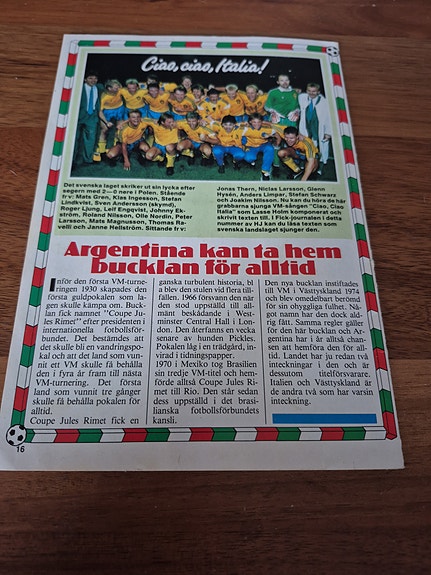 Ciao, ciao, Italia!
Det svenska laget skriker ut sin lycka efter
segern med 2—0 nere i Polen. Stående
fr v: Mats Gren, Klas Ingesson, Stefan
Lindkvist, Sven Andersson (skymd),
Roger Ljung, Leif Engqvist, Peter
ström, Roland Nilsson, Olle Nordin, Peter
Larsson, Mats Magnusson, Thomas Ra-
velli och Janne Hellström. Sittande fr v:
Jonas Thern, Niclas Larsson, Glenn
Hysén, Anders Limpar, Stefan Schwarz
och Joakim Nilsson. Nu kan du höra de här
grabbarna sjunga VM-sången "Ciao, Ciao
Italia" som Lasse Holm komponerat och
skrivit texten till. I Fick-journalen i detta
nummer av HJ kan du läsa texten som
svenska landslaget sjunger den.
Argentina kan ta hem
bucklan för alltid
Inför den första VM-turne-
ringen 1930 skapades den
första guldpokalen som la-
gen skulle kämpa om. Buck-
lan fick namnet "Coupe Ju-
les Rimet" efter presidenten i
internationella fotbollsför-
bundet. Det bestämdes att
det skulle bli en vandringspo-
kal och att det land som vun-
nit ett VM skulle få behålla
den i fyra år fram till nästa
VM-turnering. Det första
land som vunnit tre gånger
skulle få behålla pokalen för
alltid.
Coupe Jules Rimet fick en
ganska turbulent historia, bl
a blev den stulen vid flera till-
fällen. 1966 försvann den när
den stod uppställd till all-
mänt beskådande i West-
minster Central Hall i Lon-
don. Den återfanns en vecka
senare av hunden Pickles.
Pokalen låg i en trädgård, in-
virad i tidningspapper.
1970 i Mexiko tog Brasilien
sin tredje VM-titel och hem-
förde alltså Coupe Jules Ri-
met till Rio. Den står sedan
dess uppställd i det brasi-
lianska fotbollsförbundets
kansli.
Den nya bucklan instiftades
till VM i Västtyskland 1974
och blev omedelbart berömd
för sin obyggliga fulhet. Nå-
got namn har den dock ald-
rig fått. Samma regler gäller
för den här bucklan och Ar-
gentina har i år alltså chan-
sen att hemföra den för all-
tid. Landet har ju redan två
inteckningar i den och är
dessutom titelförsvarare.
Italien och Västtyskland är
de andra två som har varsin
inteckning.
16